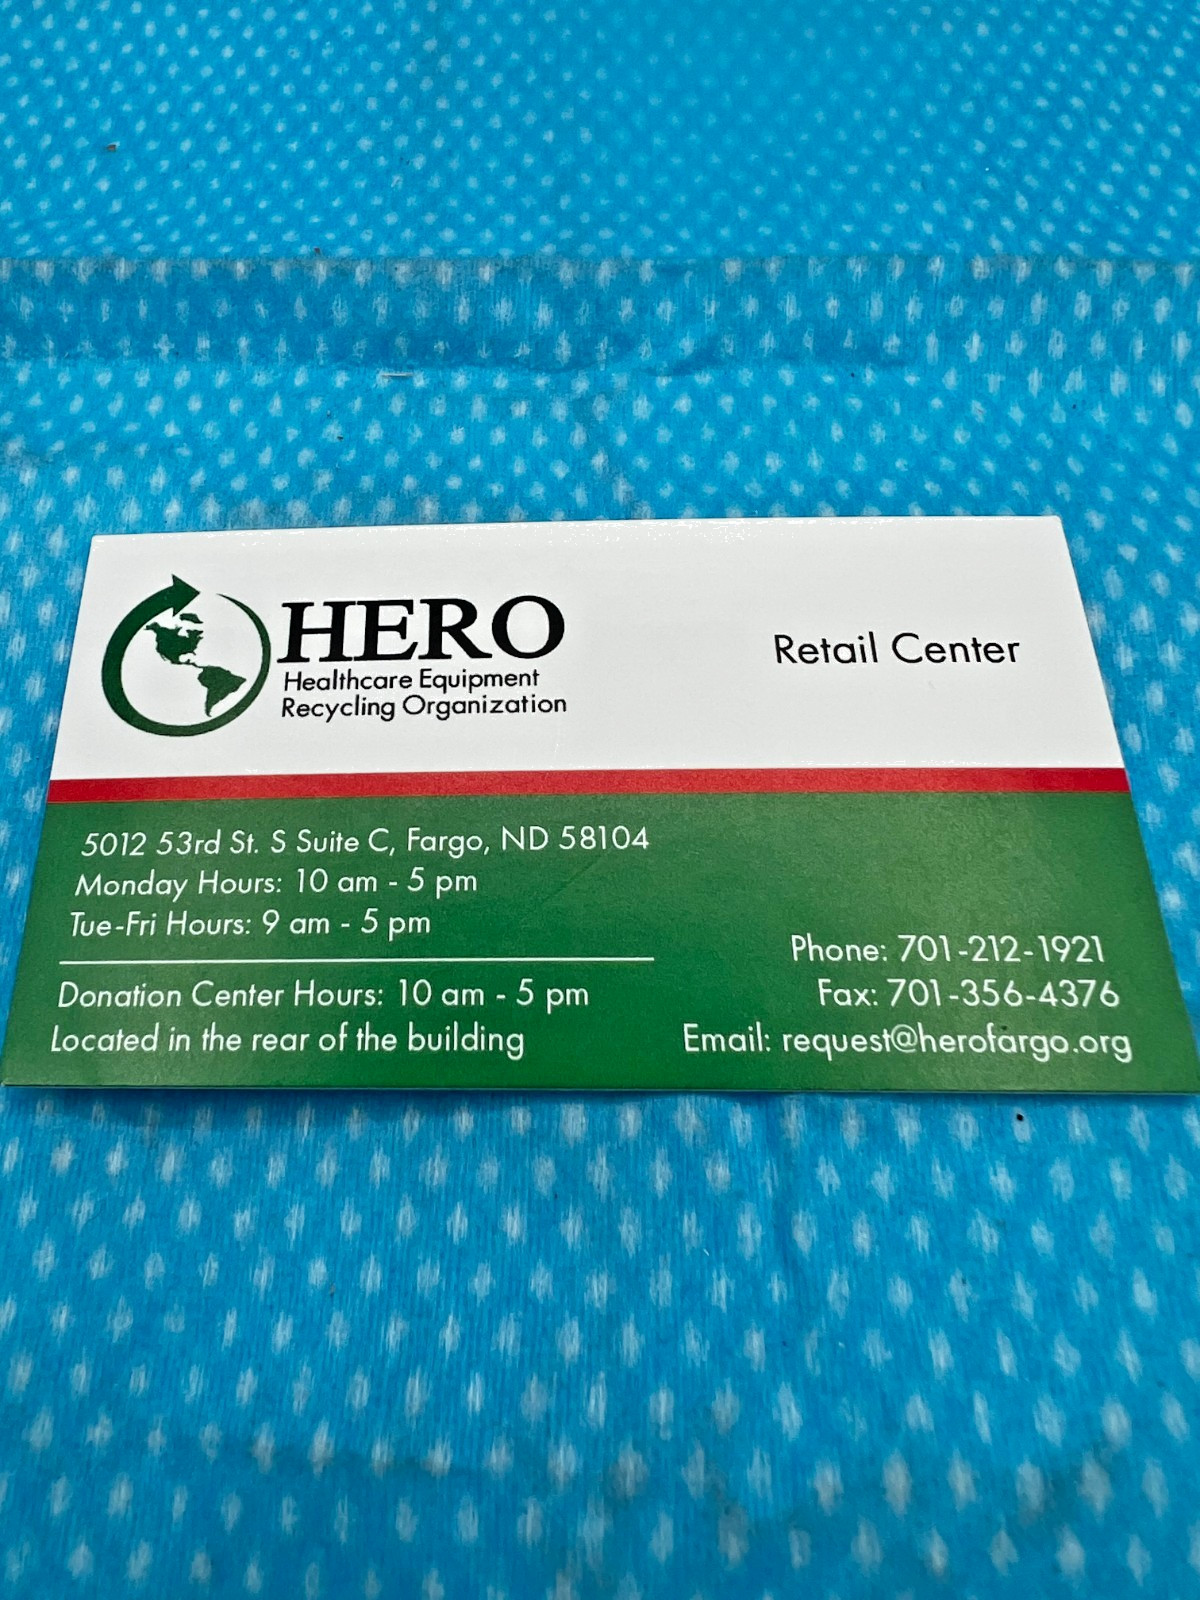 HERO
Healthcare Equipment
Recycling Organization
Retail Center
5012 53rd St. S Suite C, Fargo, ND 58104
Monday Hours: 10 am - 5 pm
Tue-Fri Hours: 9 am - 5 pm
Donation Center Hours: 10 am - 5 pm
Located in the rear of the building
Phone: 701-212-1921
Fax: 701-356-4376
Email: request@herofargo.org